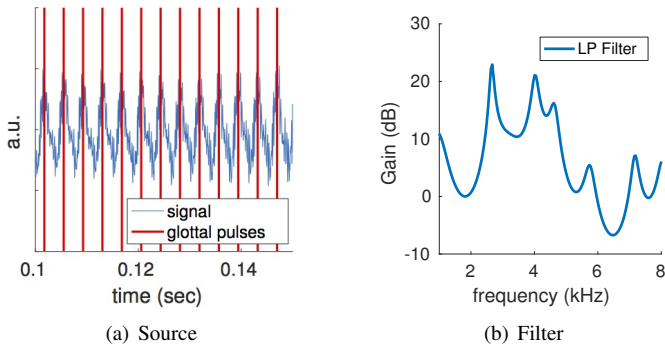 a.u.
signal
glottal pulses
0.1
0.12
0.14
time (sec)
(a) Source
Gain (dB)
30
20
10
0
-10
LP Filter
2
4
6
8
frequency (kHz)
(b) Filter